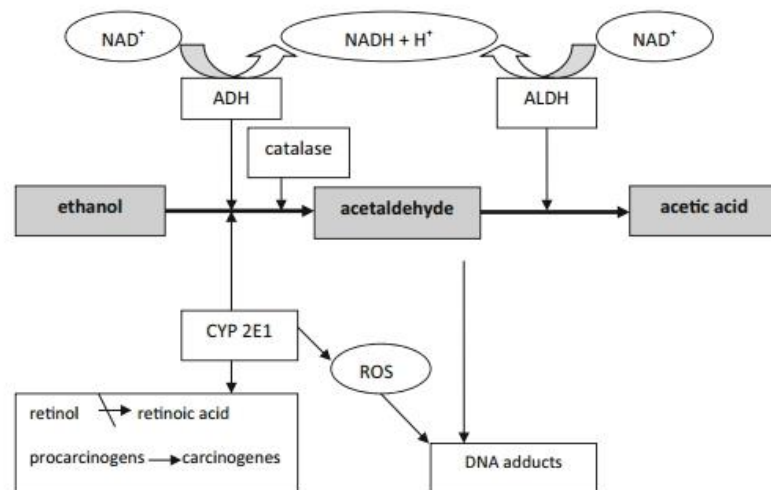 NAD⁺
NADH + H⁺
NAD⁺
ADH
ALDH
catalase
ethanol
acetaldehyde
acetic acid
CYP 2E1
ROS
retinol
retinoic acid
procarcinogens
carcinogenes
DNA adducts